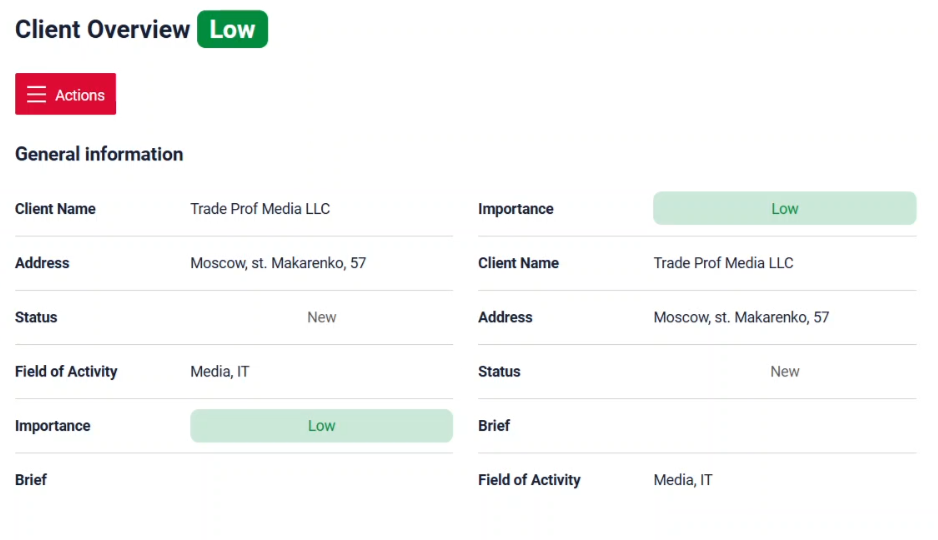 Client Overview Low
Actions
General information
Client Name Trade Prof Media LLC Importance Low
Address Moscow, st. Makarenko, 57 Client Name Trade Prof Media LLC
Status New Address Moscow, st. Makarenko, 57
Field of Activity Media, IT Status New
Importance Low Brief
Brief Field of Activity Media, IT